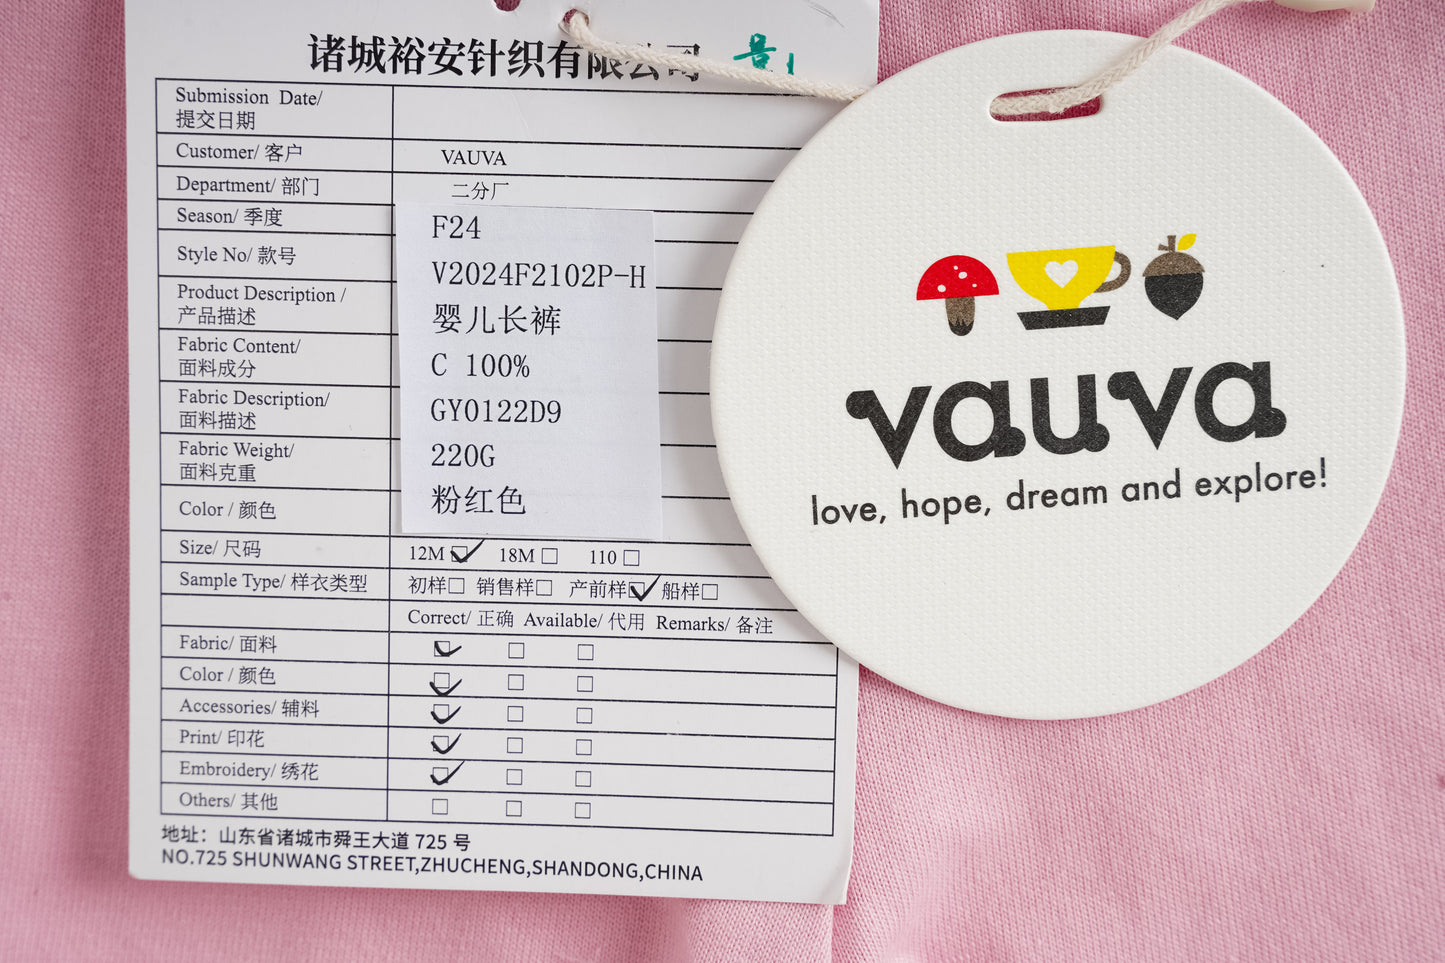 诸城裕安针织有限公司
Submission Date/
提交日期
Customer/ 客户 VAUVA
Department/ 部门 二分厂
Season/ 季度 F24
Style No/ 款号 V2024F2102P-H
Product Description /
产品描述 婴儿长裤
Fabric Content/
面料成分 C 100%
Fabric Description/
面料描述 GY0122D9
Fabric Weight/
面料克重 220G
Color / 颜色 粉红色
Size/ 尺码 12M 18M 110
Sample Type/ 样衣类型 初样 销售样 产前样 船样
Correct/ 正确 Available/ 代用 Remarks/ 备注
Fabric/ 面料
Color / 颜色
Accessories/ 辅料
Print/ 印花
Embroidery/ 绣花
Others/ 其他
地址：山东省诸城市舜王大道 725 号
NO.725 SHUNWANG STREET,ZHUCHENG,SHANDONG,CHINA
vauva
love, hope, dream and explore!